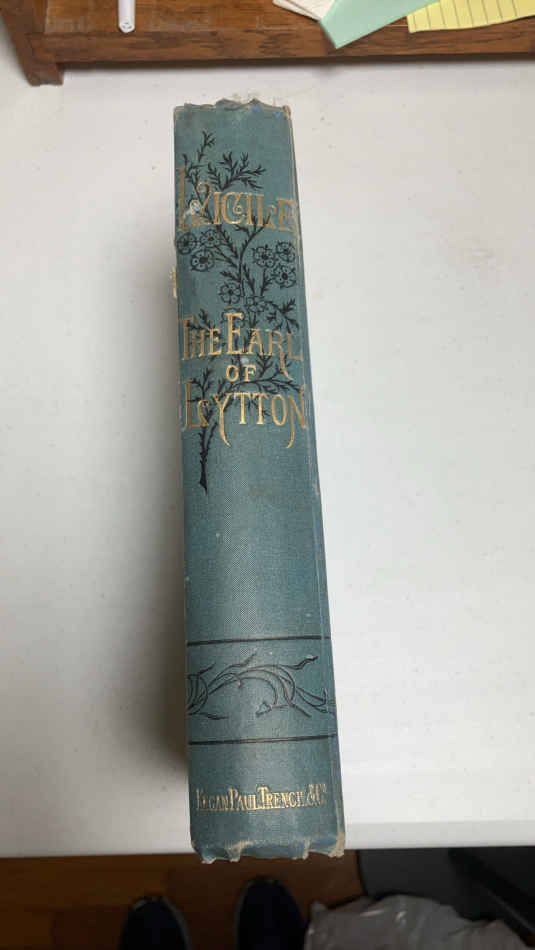 LUCILE
THE EARL
OF
LYTTON
KEGAN PAUL, TRENCH, & Co.